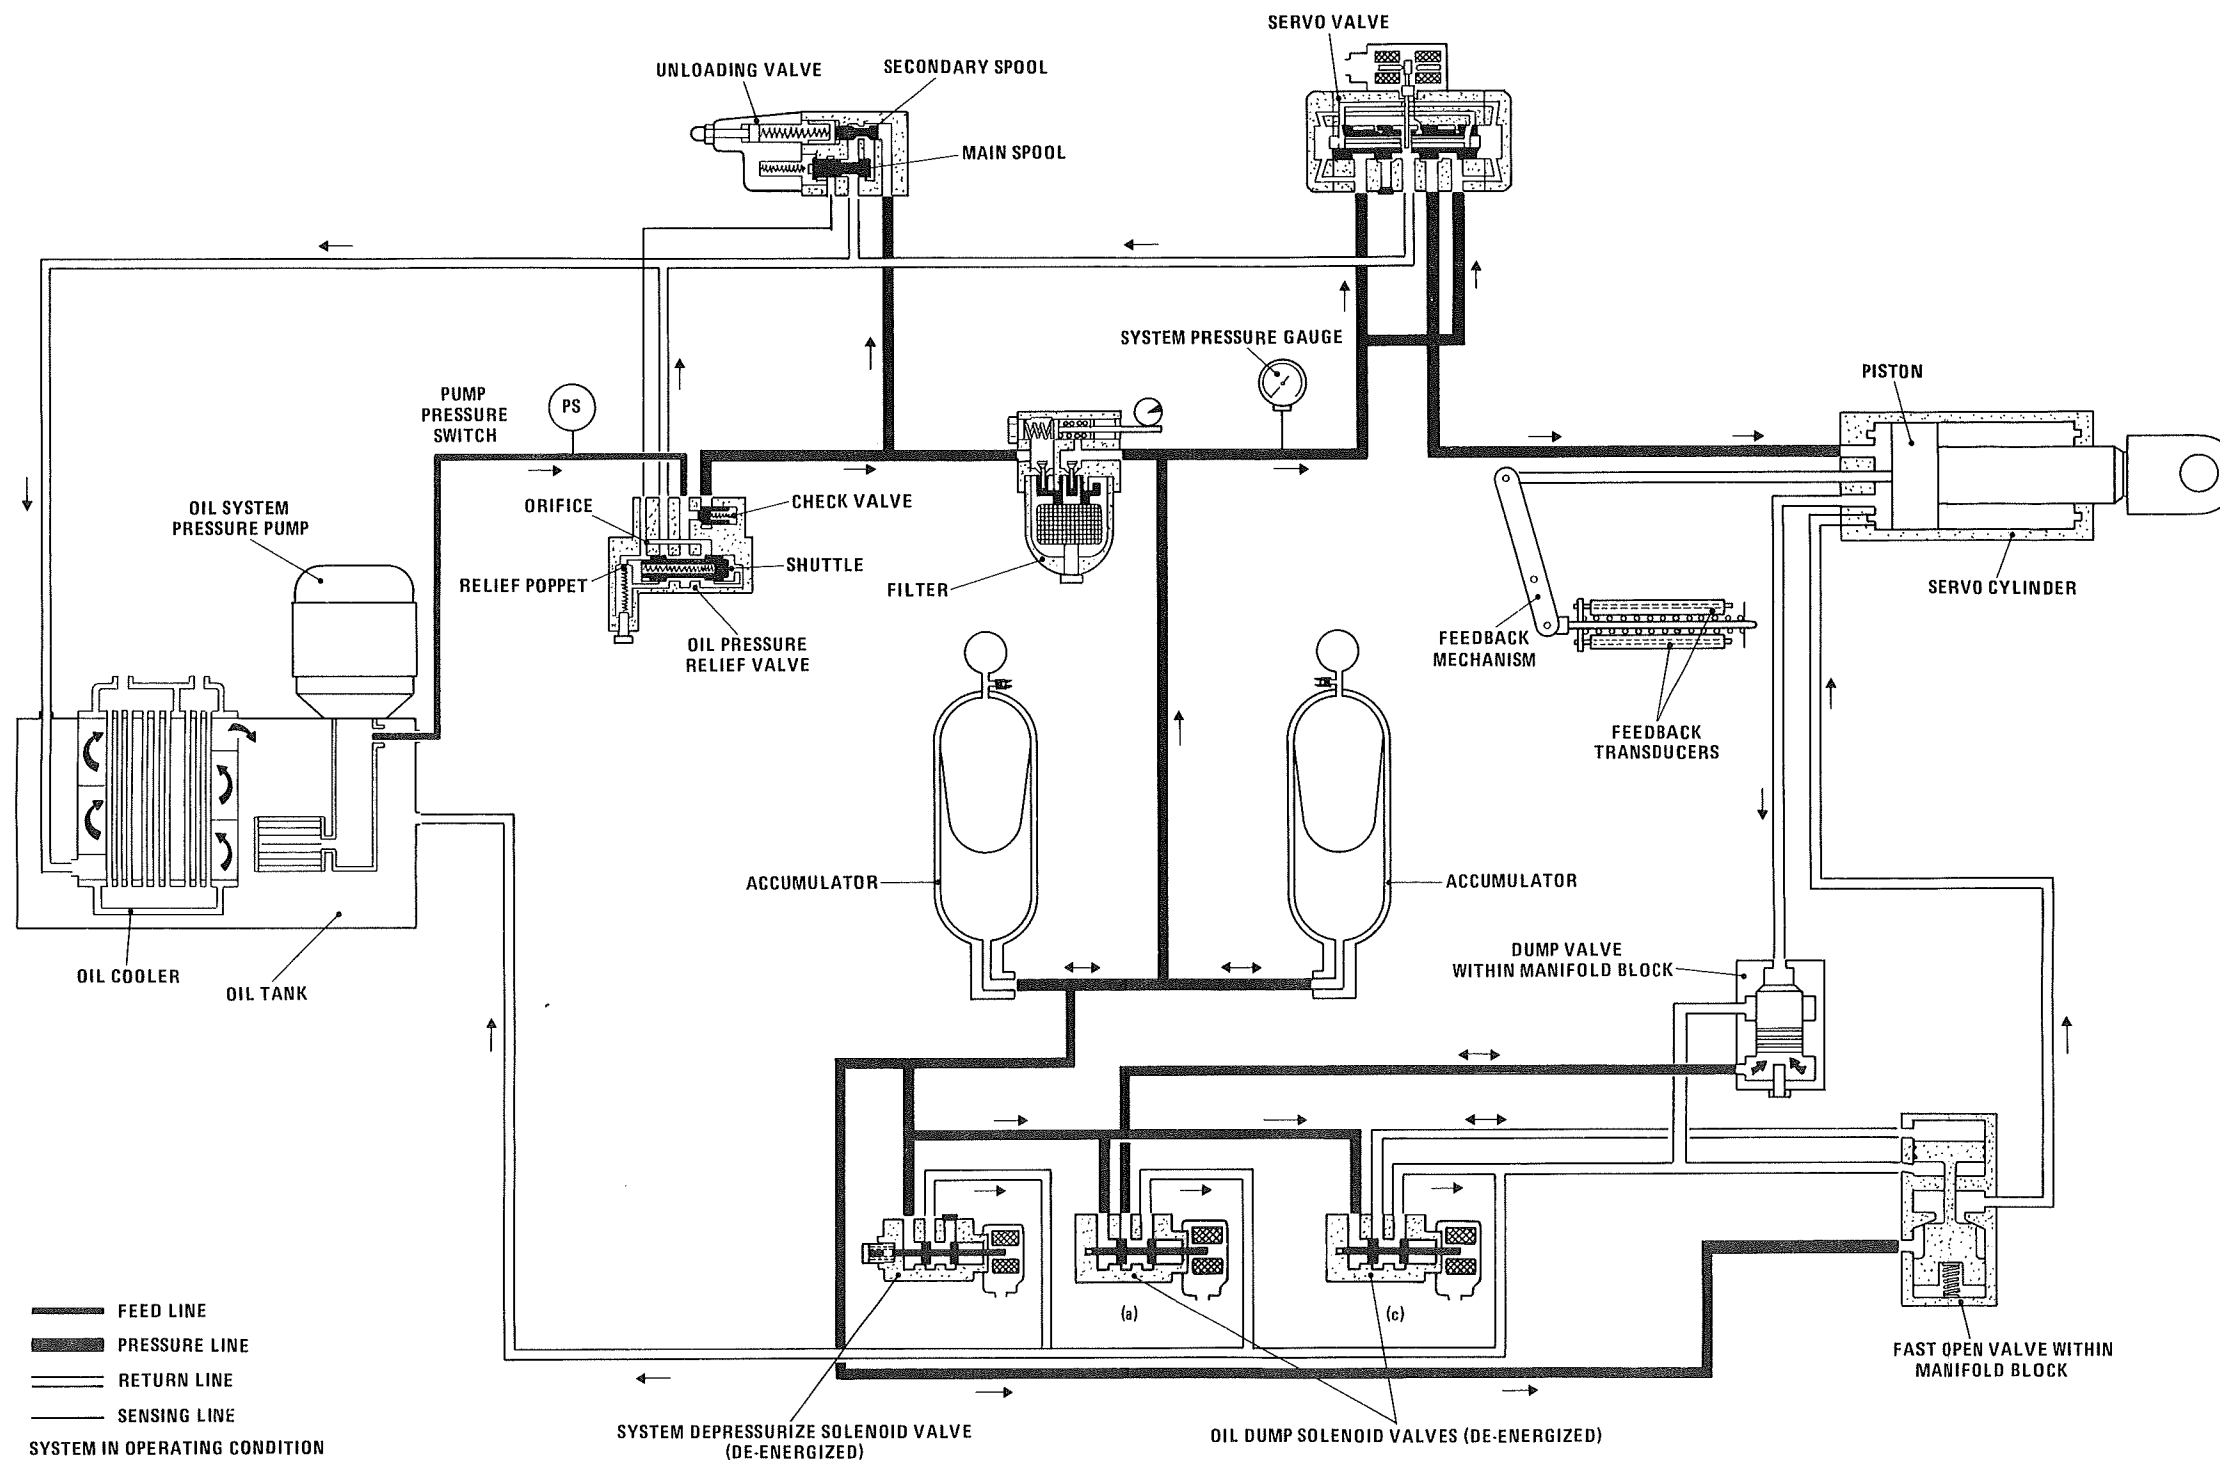 SERVO VALVE
UNLOADING VALVE
SECONDARY SPOOL
MAIN SPOOL
SYSTEM PRESSURE GAUGE
PUMP
PRESSURE
SWITCH
PS
PISTON
OIL SYSTEM
PRESSURE PUMP
ORIFICE
CHECK VALVE
RELIEF POPPET
SHUTTLE
FILTER
SERVO CYLINDER
OIL PRESSURE
RELIEF VALVE
FEEDBACK
MECHANISM
FEEDBACK
TRANSDUCERS
ACCUMULATOR
ACCUMULATOR
OIL COOLER
OIL TANK
DUMP VALVE
WITHIN MANIFOLD BLOCK
(a)
(c)
FEED LINE
PRESSURE LINE
RETURN LINE
SENSING LINE
SYSTEM IN OPERATING CONDITION
FAST OPEN VALVE WITHIN
MANIFOLD BLOCK
SYSTEM DEPRESSURIZE SOLENOID VALVE
(DE-ENERGIZED)
OIL DUMP SOLENOID VALVES (DE-ENERGIZED)